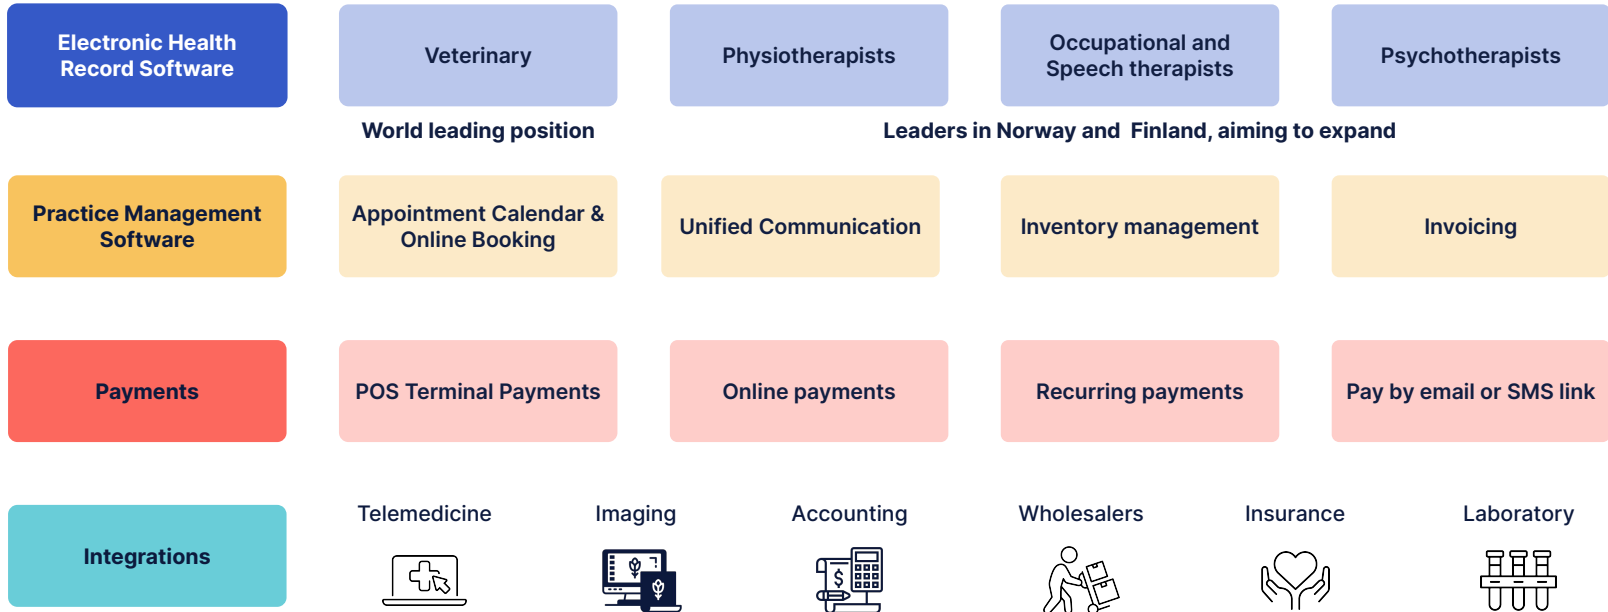 Electronic Health
Record Software
Veterinary
Physiotherapists
Occupational and
Speech therapists
Psychotherapists
World leading position
Leaders in Norway and Finland, aiming to expand
Practice Management
Software
Appointment Calendar &
Online Booking
Unified Communication
Inventory management
Invoicing
Payments
POS Terminal Payments
Online payments
Recurring payments
Pay by email or SMS link
Integrations
Telemedicine
Imaging
Accounting
Wholesalers
Insurance
Laboratory
$